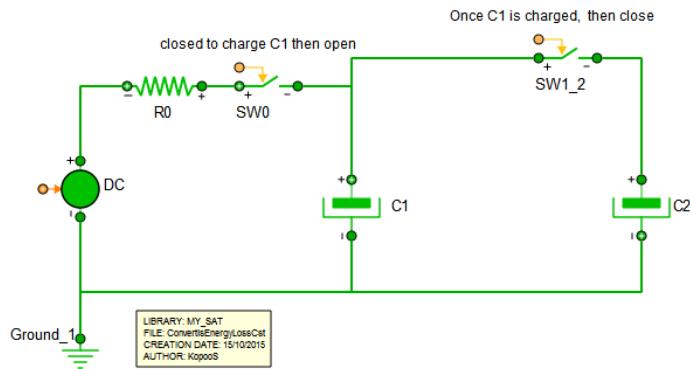 Once C1 is charged, then close
closed to charge C1 then open
+ -
SW1_2
- +
R0
+ -
SW0
+
DC
-
+
C1
-
+
C2
-
Ground_1
LIBRARY: MY_SAT
FILE: ConvertisEnergyLossCst
CREATION DATE: 15/10/2015
AUTHOR: KopooS